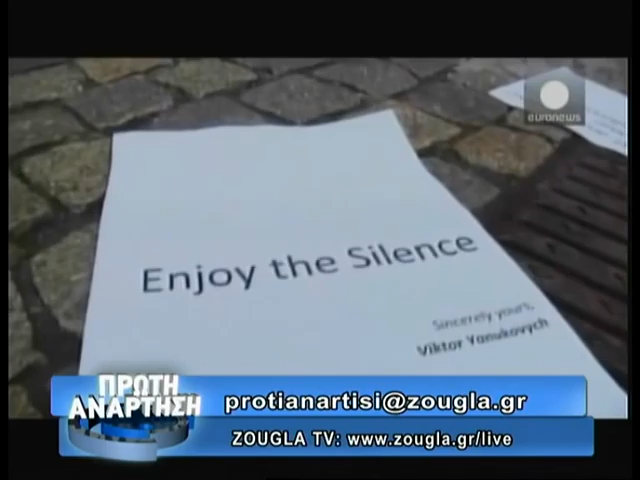 euronews
Enjoy the Silence
Sincerely yours,
Viktor Yanukovych
ΠΡΩΤΗ
ΑΝΑΡΤΗΣΗ
protianartisi@zougla.gr
ZOUGLA TV: www.zougla.gr/live